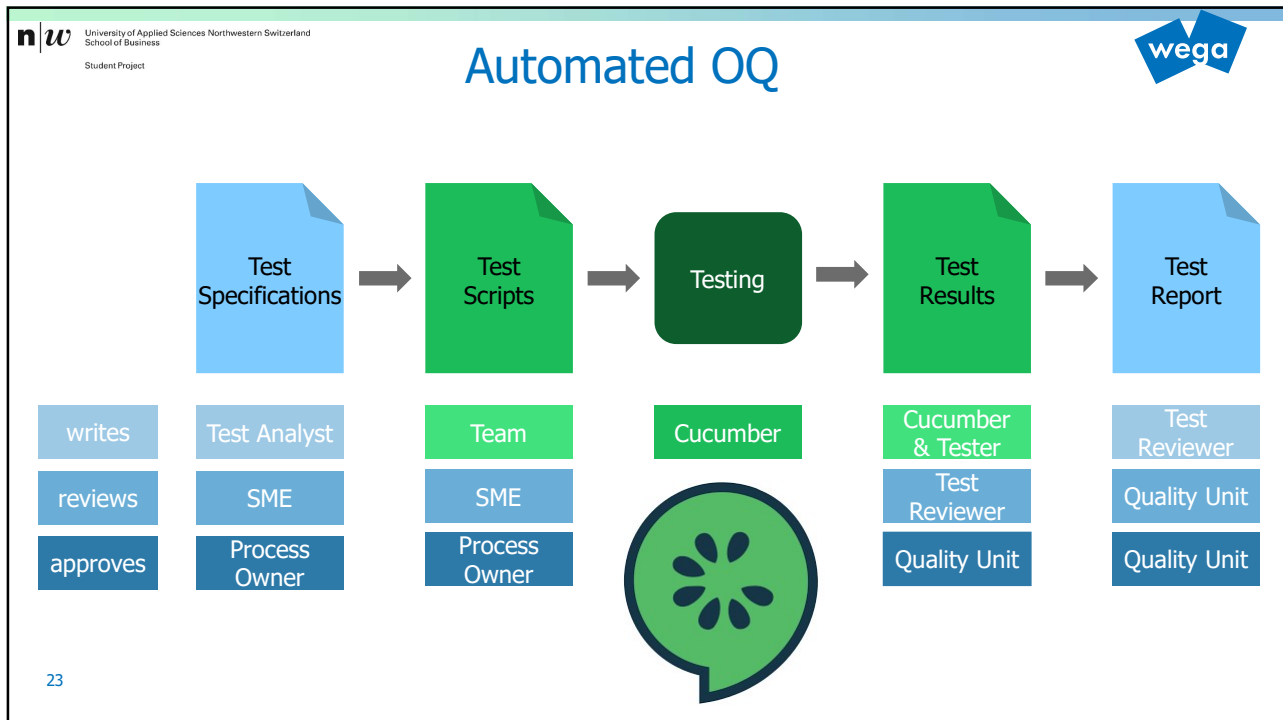 n|w
University of Applied Sciences Northwestern Switzerland
School of Business
Student Project
Automated OQ
wega
Test
Specifications
Test
Scripts
Testing
Test
Results
Test
Report
writes
Test Analyst
Team
Cucumber
Cucumber
& Tester
Test
Reviewer
reviews
SME
SME
Test
Reviewer
Quality Unit
approves
Process
Owner
Process
Owner
Quality Unit
Quality Unit
23